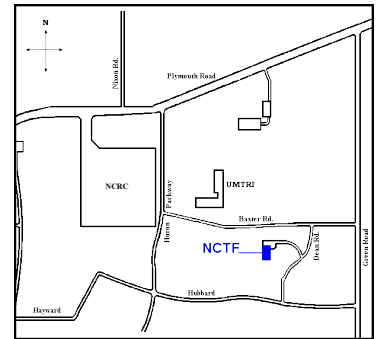 N
Nixon Rd.
Plymouth Road
NCRC
Parkway
UMTRI
Huron
Baxter Rd.
NCTF
Dean Rd.
Green Road
Hubbard
Hayward